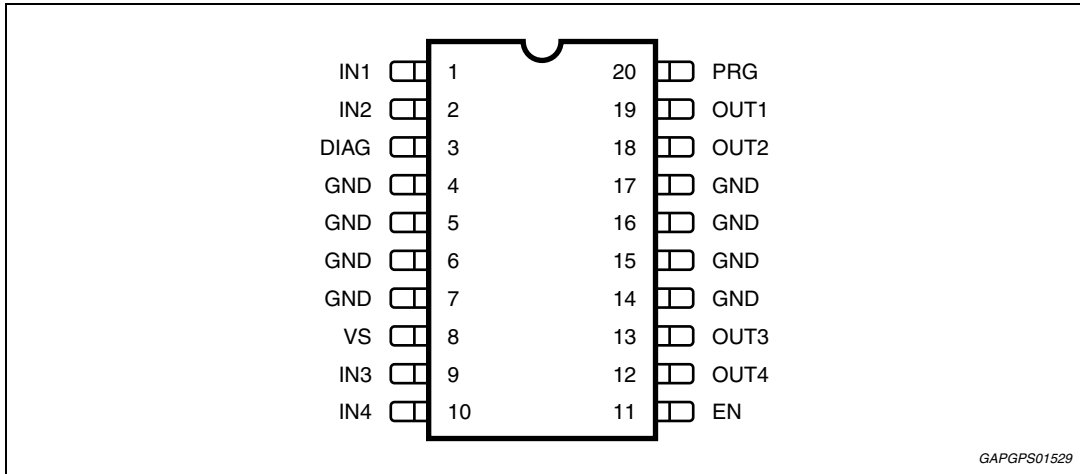 IN1 1 20 PRG
IN2 2 19 OUT1
DIAG 3 18 OUT2
GND 4 17 GND
GND 5 16 GND
GND 6 15 GND
GND 7 14 GND
VS 8 13 OUT3
IN3 9 12 OUT4
IN4 10 11 EN
GAPGPS01529